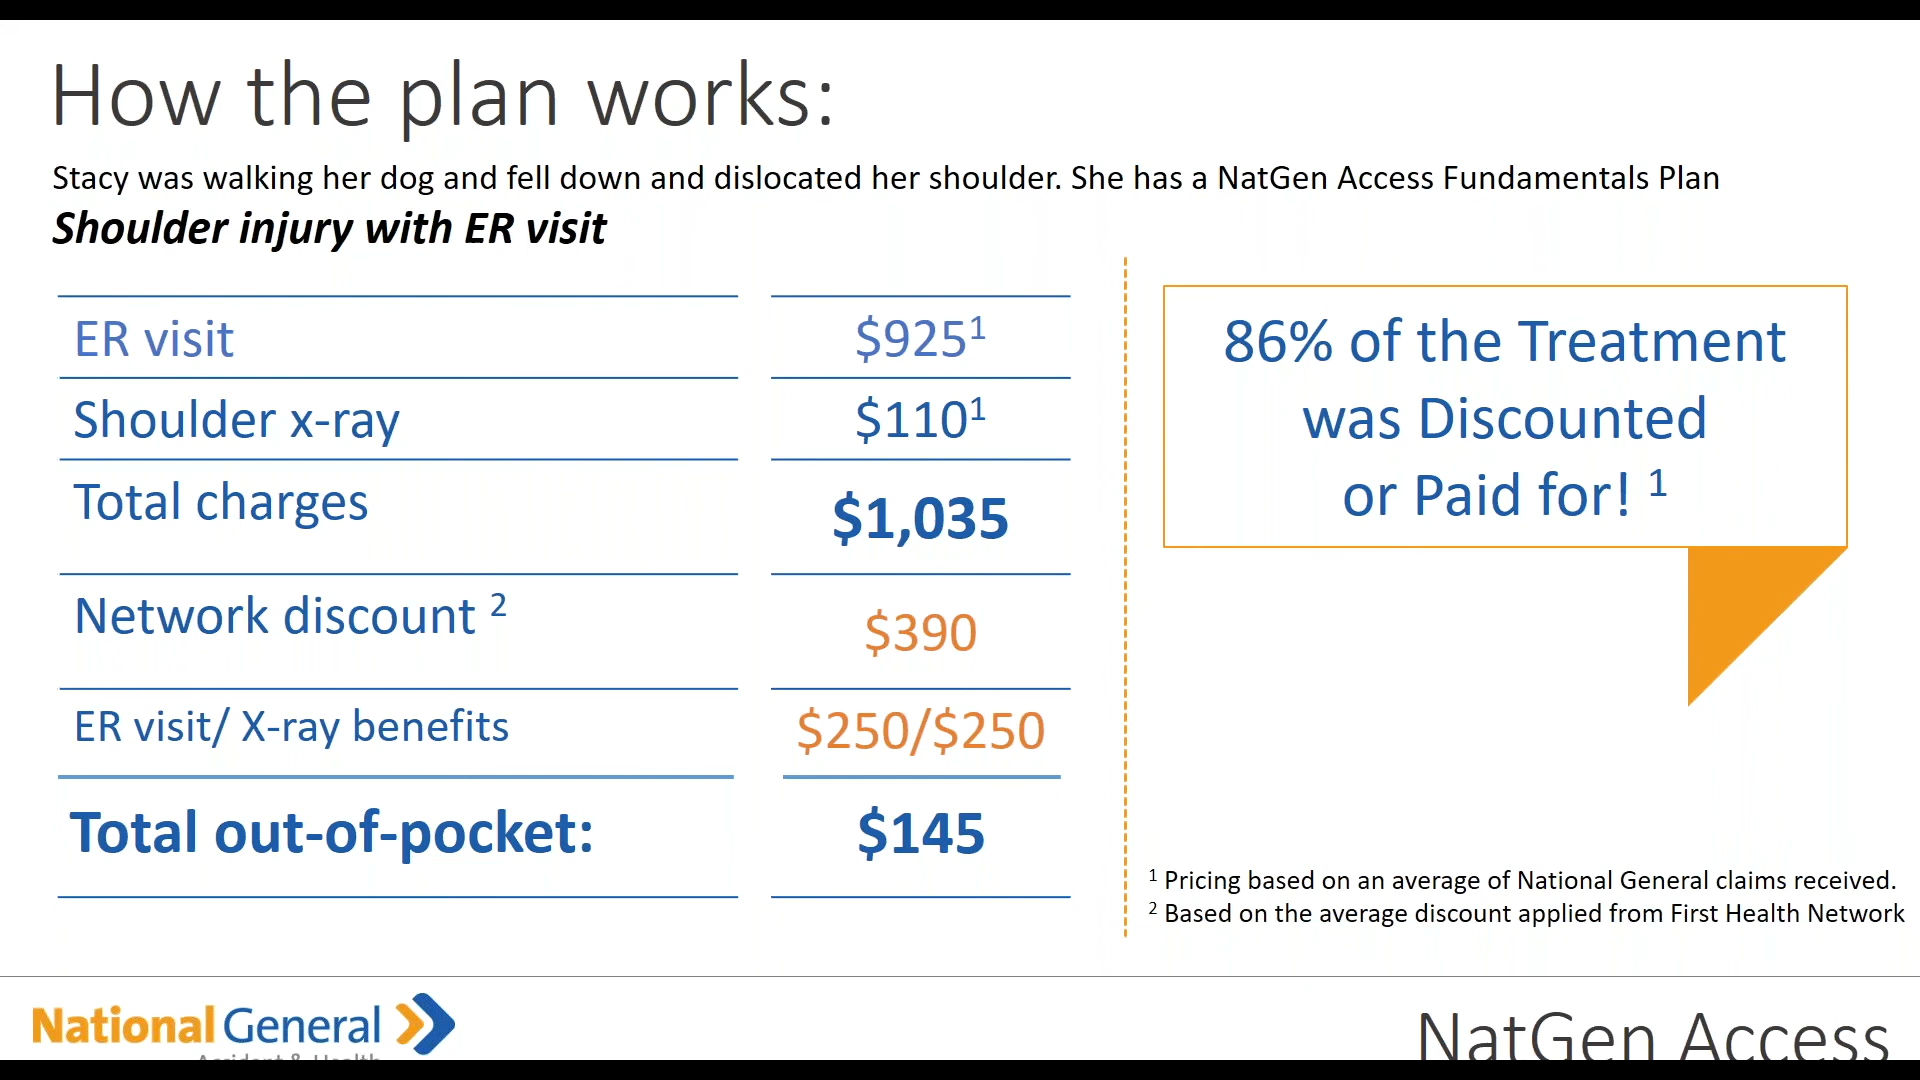 How the plan works:
Stacy was walking her dog and fell down and dislocated her shoulder. She has a NatGen Access Fundamentals Plan
Shoulder injury with ER visit
ER visit $925¹
Shoulder x-ray $110¹
Total charges $1,035
Network discount ² $390
ER visit/ X-ray benefits $250/$250
Total out-of-pocket: $145
86% of the Treatment
was Discounted
or Paid for! ¹
¹ Pricing based on an average of National General claims received.
² Based on the average discount applied from First Health Network
National General
Accident & Health
NatGen Access